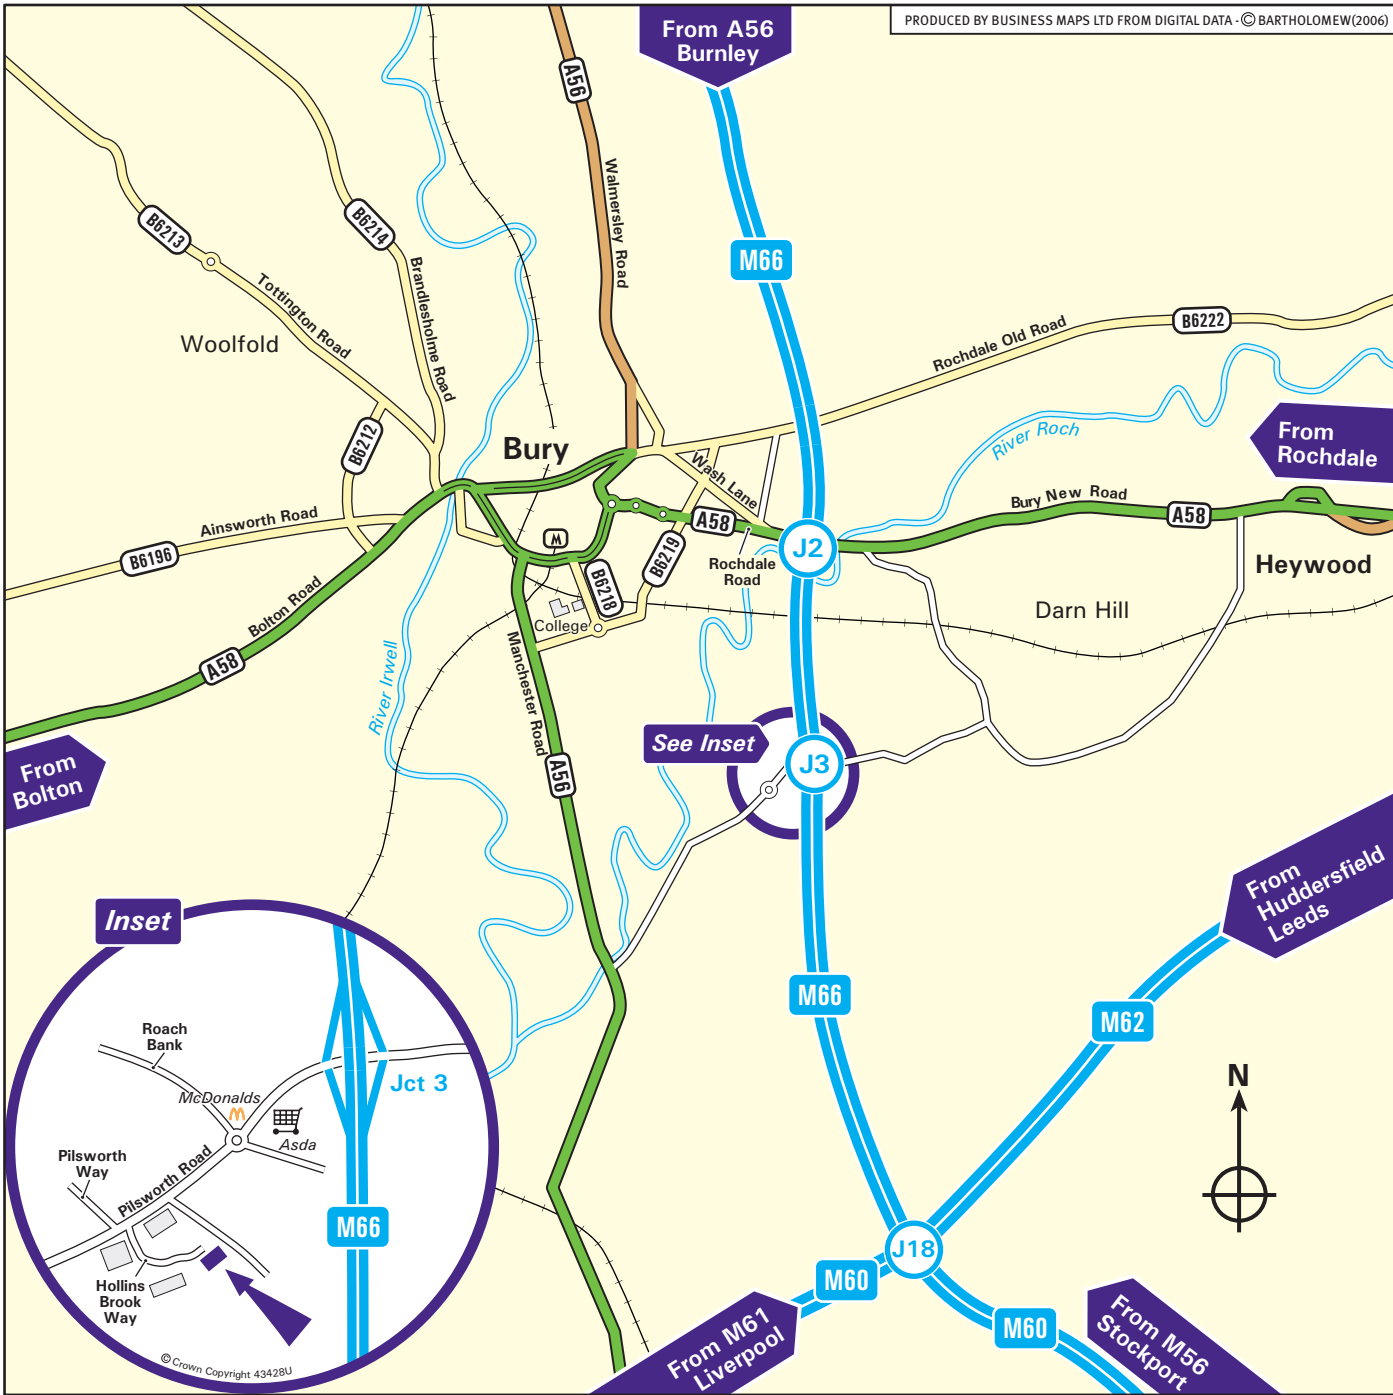 PRODUCED BY BUSINESS MAPS LTD FROM DIGITAL DATA - © BARTHOLOMEW(2006)
From A56
Burnley
A56
Walmersley Road
M66
B6213
B6214
Tottington Road
Brandlesholme Road
Woolfold
B6222
Rochdale Old Road
River Roch
From
Rochdale
B6212
Bury
Wash Lane
Bury New Road
A58
A58
Ainsworth Road
B6196
J2
Rochdale
Road
Heywood
M
B6219
B6218
College
Darn Hill
Bolton Road
A58
River Irwell
Manchester Road
A56
See Inset
J3
From
Bolton
From
Huddersfield
Leeds
M66
M62
N
J18
M60
M60
From M61
Liverpool
From M56
Stockport
Inset
Roach
Bank
McDonalds
Asda
Jct 3
Pilsworth
Way
Pilsworth Road
M66
Hollins
Brook
Way
© Crown Copyright 43428U